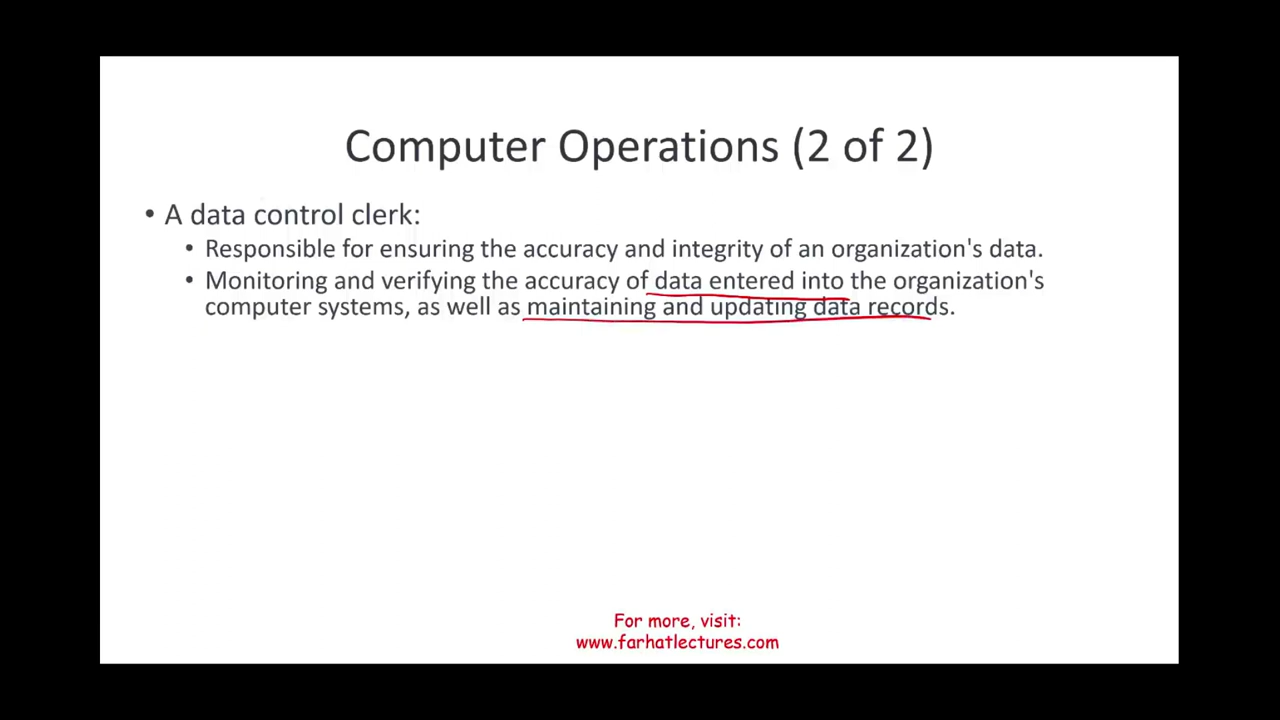 Computer Operations (2 of 2)
• A data control clerk:
• Responsible for ensuring the accuracy and integrity of an organization's data.
• Monitoring and verifying the accuracy of data entered into the organization's
computer systems, as well as maintaining and updating data records.
For more, visit:
www.farhatlectures.com